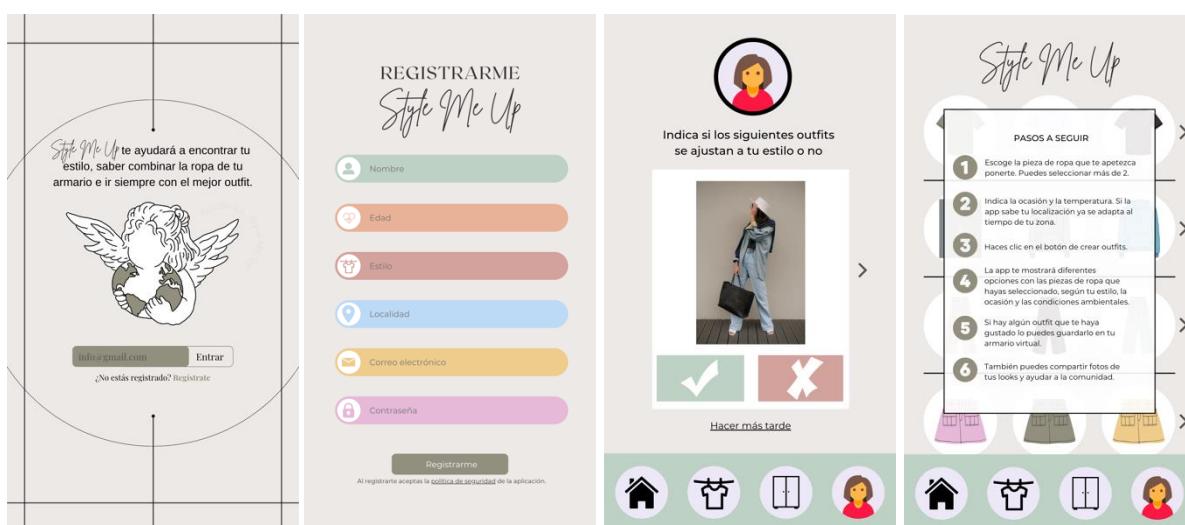 Style Me Up te ayudará a encontrar tu
estilo, saber combinar la ropa de tu
armario e ir siempre con el mejor outfit.
info@gmail.com
Entrar
¿No estás registrado? Regístrate
REGISTRARME
Style Me Up
Nombre
Edad
Estilo
Localidad
Correo electrónico
Contraseña
Registrarme
Al registrarte aceptas la política de seguridad de la aplicación.
Indica si los siguientes outfits
se ajustan a tu estilo o no
Hacer más tarde
Style Me Up
PASOS A SEGUIR
1 Escoge la pieza de ropa que te apetezca
ponerte. Puedes seleccionar más de 2.
2 Indica la ocasión y la temperatura. Si la
app sabe tu localización ya se adapta al
tiempo de tu zona.
3 Haces clic en el botón de crear outfits.
4 La app te mostrará diferentes
opciones con las piezas de ropa que
hayas seleccionado, según tu estilo, la
ocasión y las condiciones ambientales.
5 Si hay algún outfit que te haya
gustado lo puedes guardarlo en tu
armario virtual.
6 También puedes compartir fotos de
tus looks y ayudar a la comunidad.